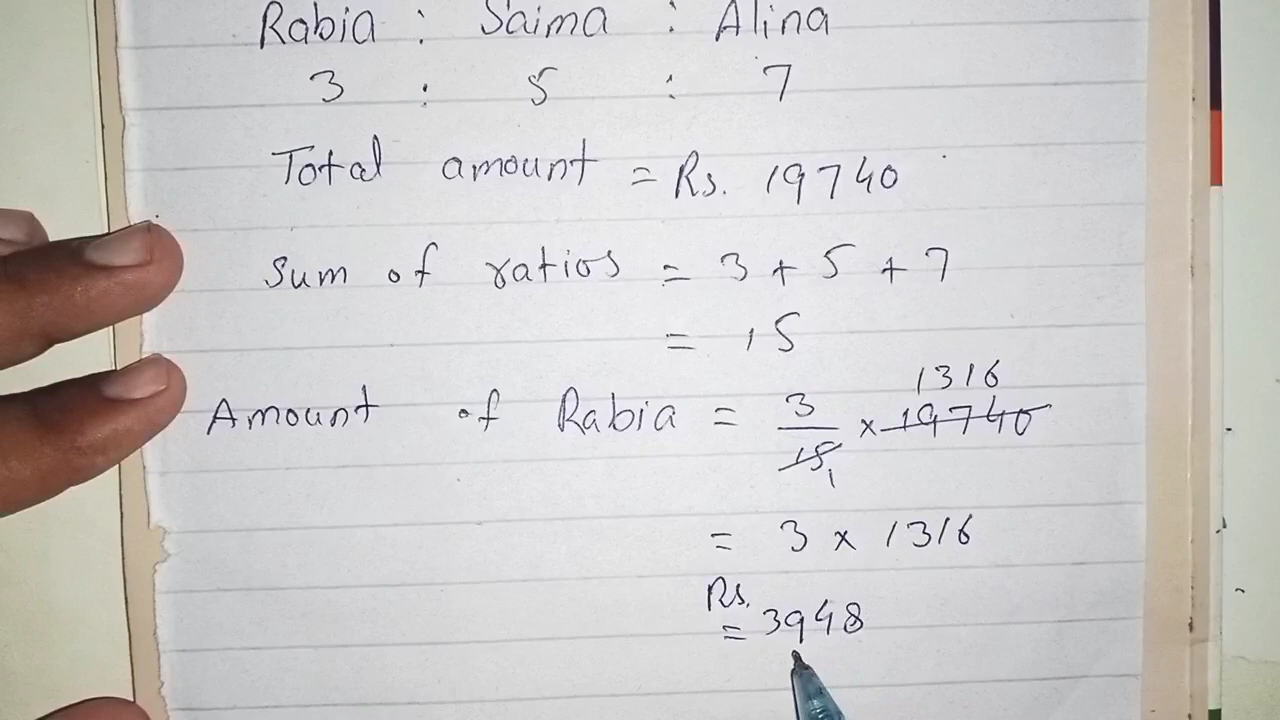 Rabia : Saima : Alina
3 : 5 : 7
Total amount = Rs. 19740
Sum of ratios = 3 + 5 + 7
= 15
1316
Amount of Rabia = 3/15 × 19740
1
= 3 × 1316
Rs.
= 3948